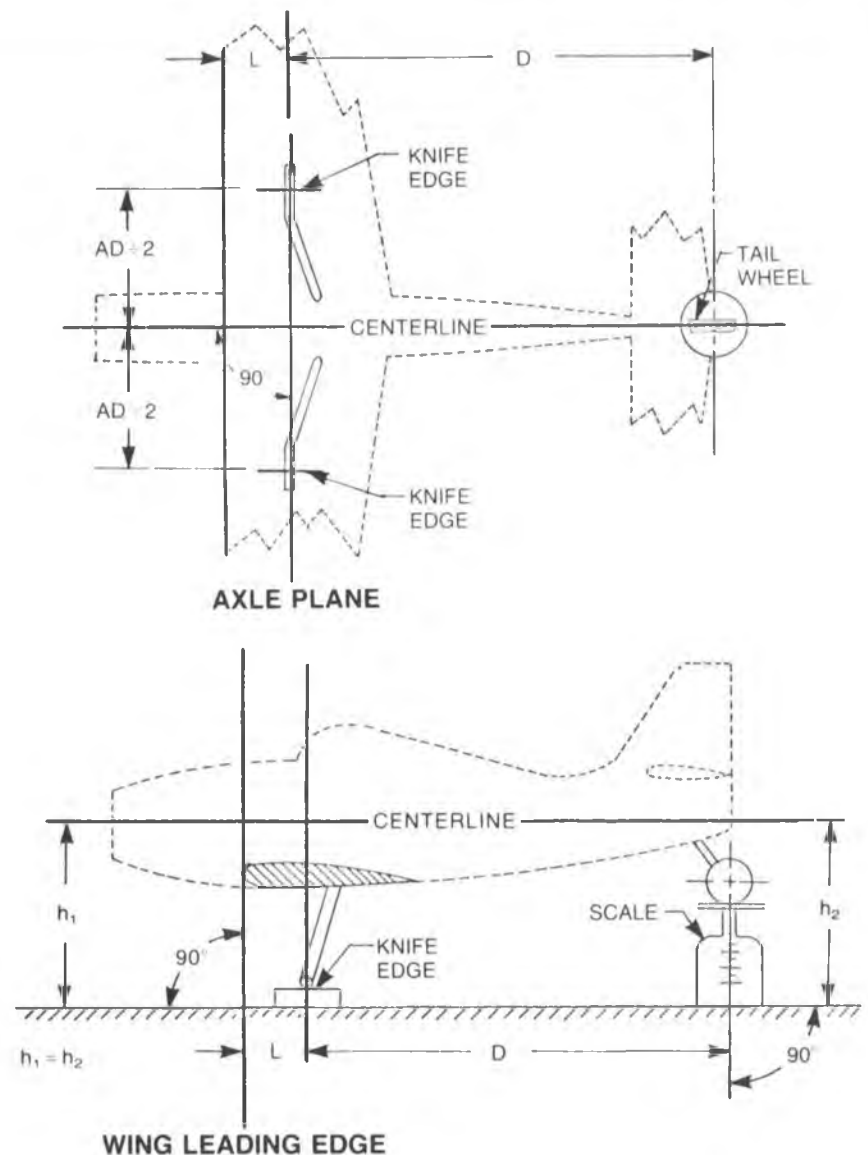 L
D
KNIFE
EDGE
AD÷2
TAIL
WHEEL
CENTERLINE
90°
AD÷2
KNIFE
EDGE
AXLE PLANE
CENTERLINE
h₁
h₂
SCALE
90°
KNIFE
EDGE
h₁ = h₂
L
D
90°
WING LEADING EDGE